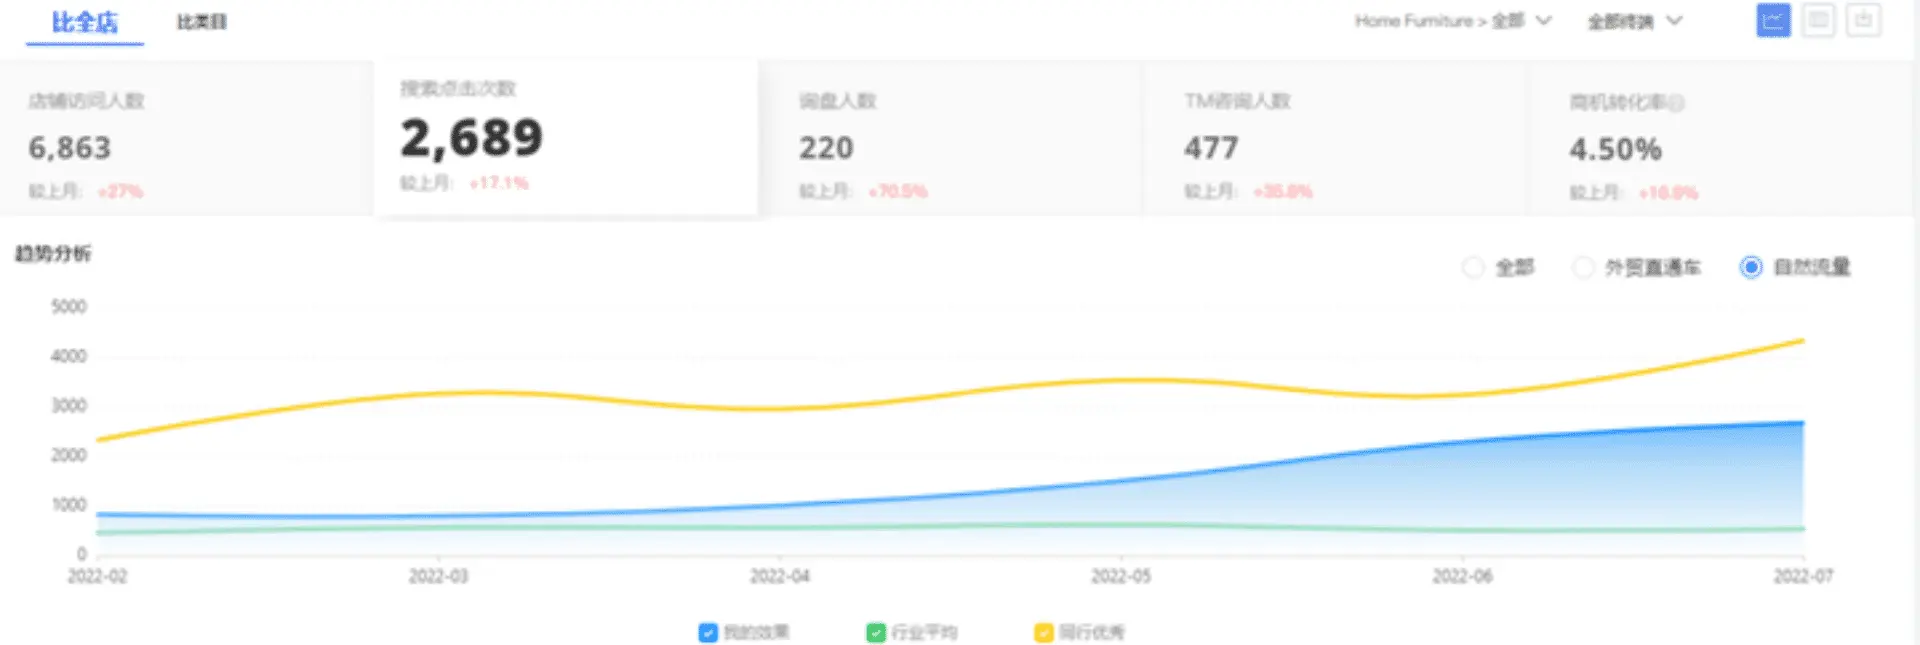 比全店 比类目 Home Furniture > 全部 全部终端
店铺访问人数 搜索点击次数 询盘人数 TM咨询人数 商机转化率
6,863 2,689 220 477 4.50%
较上月: +27% 较上月: +17.1% 较上月: +70.5% 较上月: +35.8% 较上月:
趋势分析
全部 外贸直通车 自然流量
5000
4000
3000
2000
1000
0
2022-02 2022-03 2022-04 2022-05 2022-06 2022-07
我的效果 行业平均 同行优秀